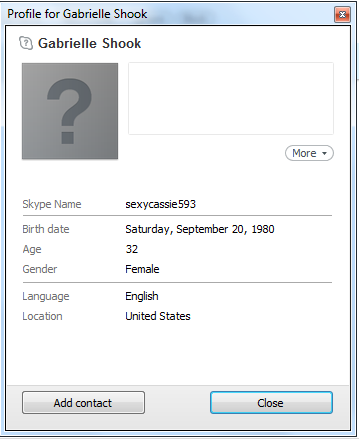 Profile for Gabrielle Shook
Gabrielle Shook
?
More
Skype Name sexycassie593
Birth date Saturday, September 20, 1980
Age 32
Gender Female
Language English
Location United States
Add contact Close